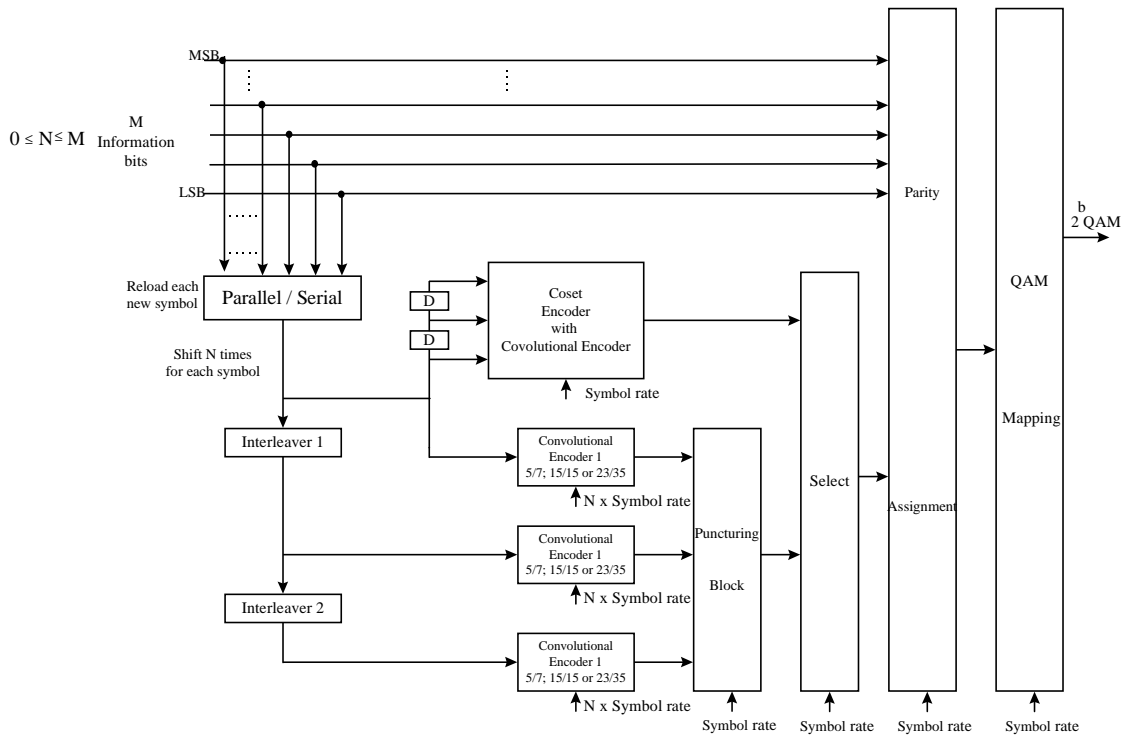 MSB
0 ≤ N ≤ M
M
Information
bits
LSB
Reload each
new symbol
Parallel / Serial
Shift N times
for each symbol
D
D
Coset
Encoder
with
Covolutional Encoder
Symbol rate
Interleaver 1
Convolutional
Encoder 1
5/7; 15/15 or 23/35
N x Symbol rate
Convolutional
Encoder 1
5/7; 15/15 or 23/35
N x Symbol rate
Interleaver 2
Convolutional
Encoder 1
5/7; 15/15 or 23/35
N x Symbol rate
Puncturing
Block
Symbol rate
Select
Symbol rate
Parity
Assignment
Symbol rate
QAM
Mapping
Symbol rate
b
2 QAM